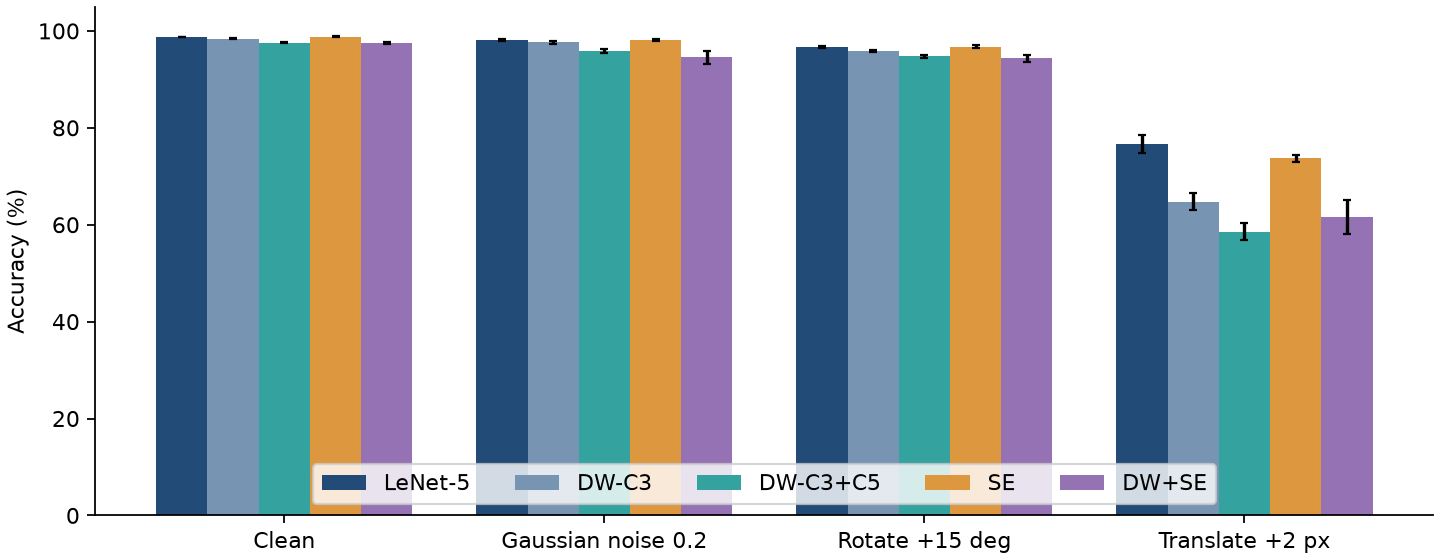 Accuracy (%)
100
80
60
40
20
0
LeNet-5 DW-C3 DW-C3+C5 SE DW+SE
Clean Gaussian noise 0.2 Rotate +15 deg Translate +2 px